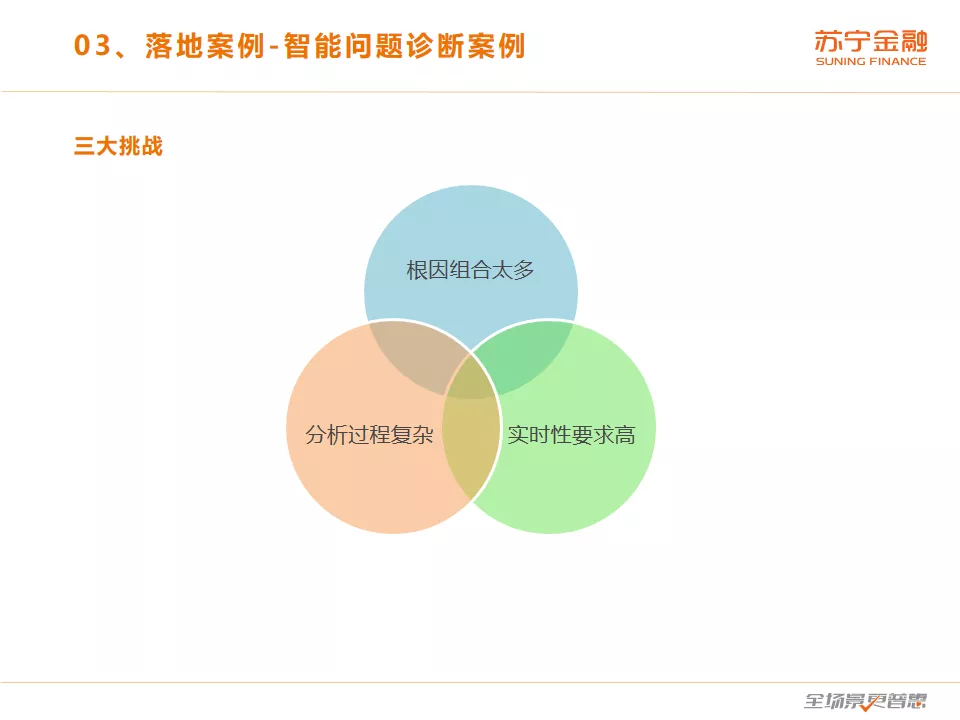 03、落地案例-智能问题诊断案例
苏宁金融
SUNING FINANCE
三大挑战
根因组合太多
分析过程复杂
实时性要求高
全场景更普惠